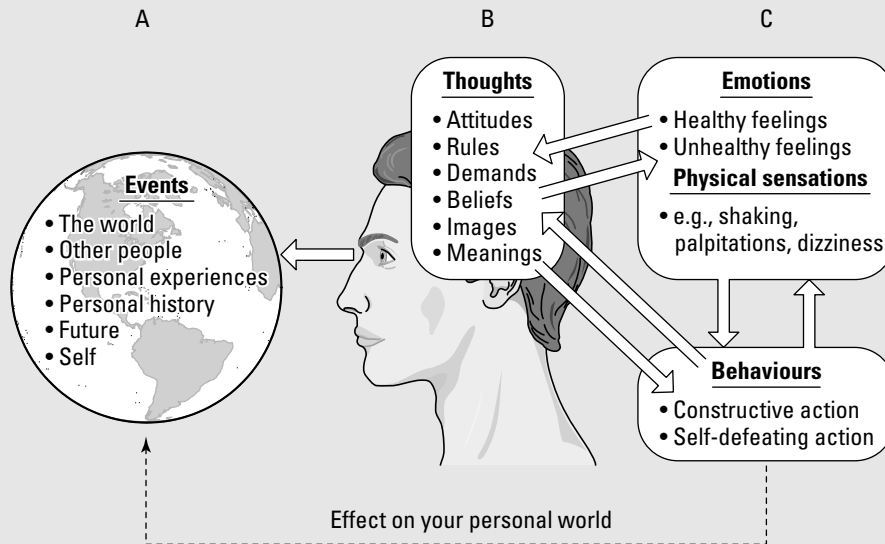 A
B
C
Thoughts
• Attitudes
• Rules
• Demands
• Beliefs
• Images
• Meanings
Emotions
• Healthy feelings
• Unhealthy feelings
Physical sensations
• e.g., shaking,
palpitations, dizziness
Events
• The world
• Other people
• Personal experiences
• Personal history
• Future
• Self
Behaviours
• Constructive action
• Self-defeating action
Effect on your personal world